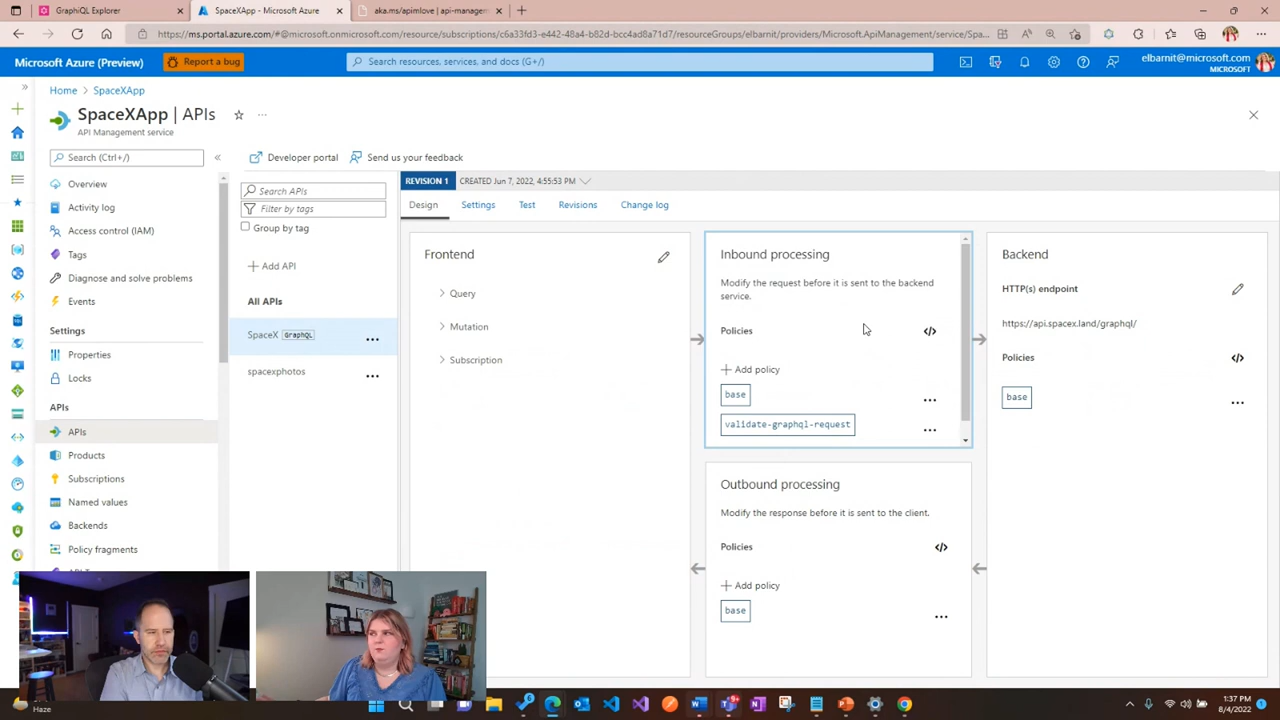 GraphiQL Explorer
SpaceXApp - Microsoft Azure
aka.ms/apimlove | api-managem
https://ms.portal.azure.com/#@microsoft.onmicrosoft.com/resource/subscriptions/c6a33fd3-e442-48a4-b82d-bcc4ad8a71d7/resourceGroups/elbarnit/providers/Microsoft.ApiManagement/service/Spa...
Microsoft Azure (Preview)
Report a bug
Search resources, services, and docs (G+/)
elbarnit@microsoft.com
MICROSOFT
Home > SpaceXApp
SpaceXApp | APIs
API Management service
Search (Ctrl+/)
Overview
Activity log
Access control (IAM)
Tags
Diagnose and solve problems
Events
Settings
Properties
Locks
APIs
APIs
Products
Subscriptions
Named values
Backends
Policy fragments
Developer portal
Send us your feedback
Search APIs
Filter by tags
Group by tag
+ Add API
All APIs
SpaceX GraphQL
spacexphotos
REVISION 1
CREATED Jun 7, 2022, 4:55:53 PM
Design
Settings
Test
Revisions
Change log
Frontend
Query
Mutation
Subscription
Inbound processing
Modify the request before it is sent to the backend
service.
Policies
</>
+ Add policy
base
validate-graphql-request
Outbound processing
Modify the response before it is sent to the client.
Policies
</>
+ Add policy
base
Backend
HTTP(s) endpoint
https://api.spacex.land/graphql/
Policies
</>
base
Haze
1:37 PM
8/4/2022